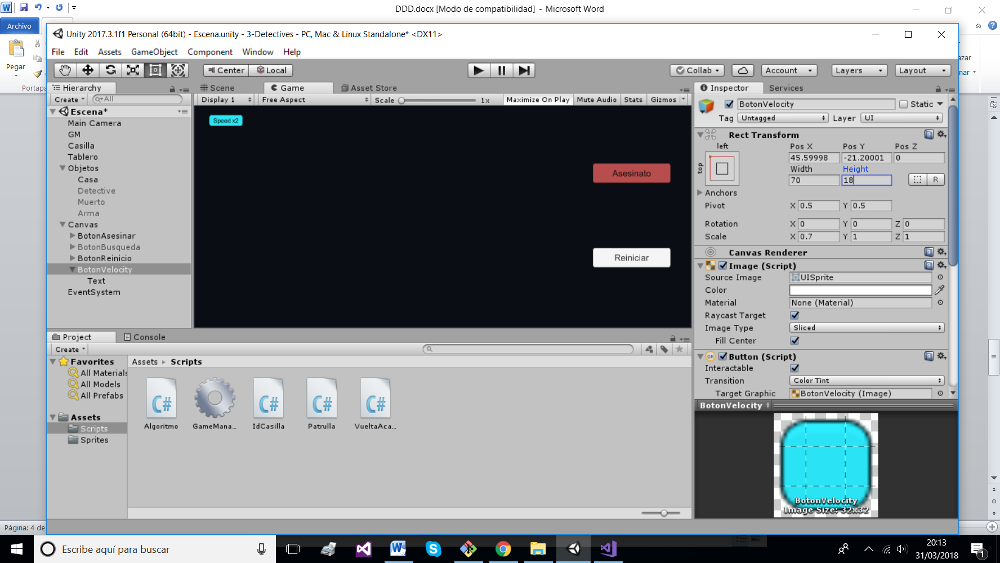 DDD.docx [Modo de compatibilidad] - Microsoft Word
Archivo
Pegar
Portapa
Unity 2017.3.1f1 Personal (64bit) - Escena.unity - 3-Detectives - PC, Mac & Linux Standalone* <DX11>
File Edit Assets GameObject Component Window Help
Center Local
Collab Account Layers Layout
Hierarchy
Create All
Escena*
Main Camera
GM
Casilla
Tablero
Objetos
Casa
Detective
Muerto
Arma
Canvas
BotonAsesinar
BotonBusqueda
BotonReinicio
BotonVelocity
Text
EventSystem
Scene Game Asset Store
Display 1 Free Aspect Scale 1x Maximize On Play Mute Audio Stats Gizmos
Speed x2
Asesinato
Reiniciar
Inspector Services
BotonVelocity Static
Tag Untagged Layer UI
Rect Transform
left
top
Pos X Pos Y Pos Z
45.59998 -21.20001 0
Width Height
70 18
R
Anchors
Pivot X 0.5 Y 0.5
Rotation X 0 Y 0 Z 0
Scale X 0.7 Y 1 Z 1
Canvas Renderer
Image (Script)
Source Image UISprite
Color
Material None (Material)
Raycast Target
Image Type Sliced
Fill Center
OK Button (Script)
Interactable
Transition Color Tint
Target Graphic BotonVelocity (Image)
BotonVelocity
BotonVelocity
Image Size: 32x32
Project Console
Create
Favorites
All Materials
All Models
All Prefabs
Assets
Scripts
Sprites
Assets Scripts
C# C# C# C#
Algoritmo GameMana... IdCasilla Patrulla VueltaAca...
azar
nar
Página: 4 de
Escribe aquí para buscar
20:13
31/03/2018
1